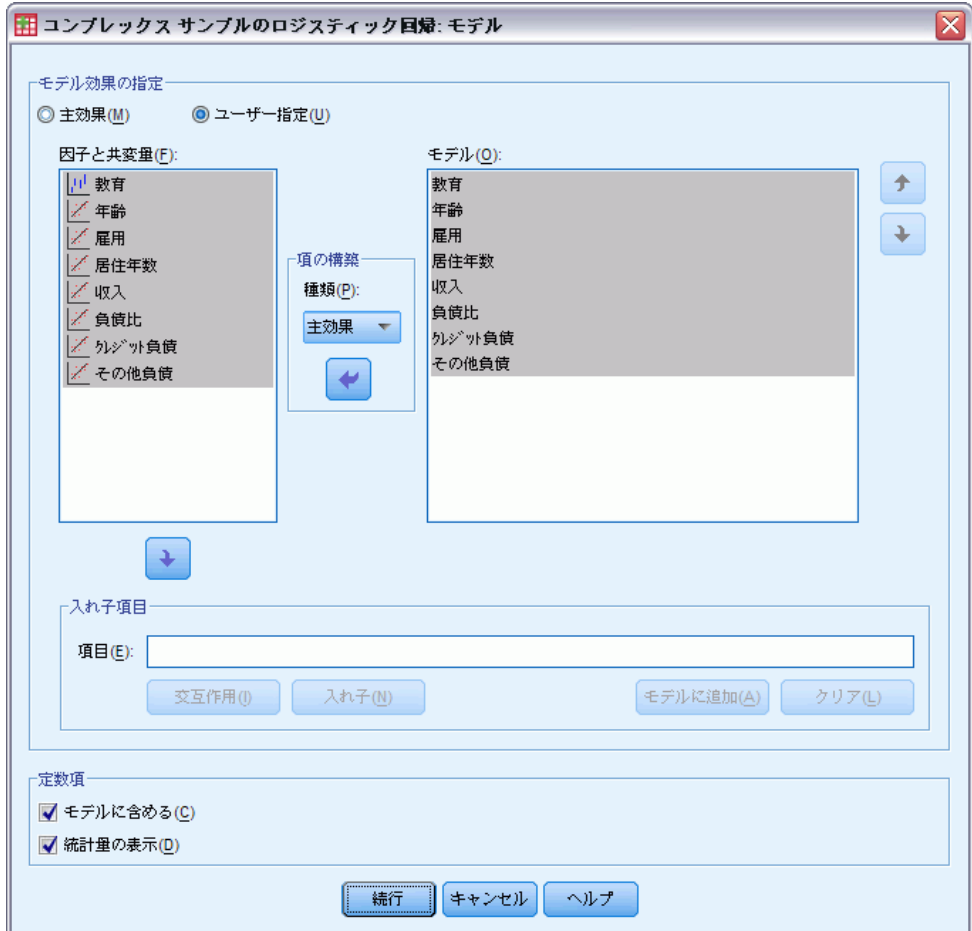 コンプレックス サンプルのロジスティック回帰: モデル
モデル効果の指定
主効果(M)
ユーザー指定(U)
因子と共変量(F):
教育
年齢
雇用
居住年数
収入
負債比
ｸﾚｼﾞｯﾄ負債
その他負債
項の構築
種類(P):
主効果
モデル(O):
教育
年齢
雇用
居住年数
収入
負債比
ｸﾚｼﾞｯﾄ負債
その他負債
入れ子項目
項目(E):
交互作用(I)
入れ子(N)
モデルに追加(A)
クリア(L)
定数項
モデルに含める(C)
統計量の表示(D)
続行
キャンセル
ヘルプ